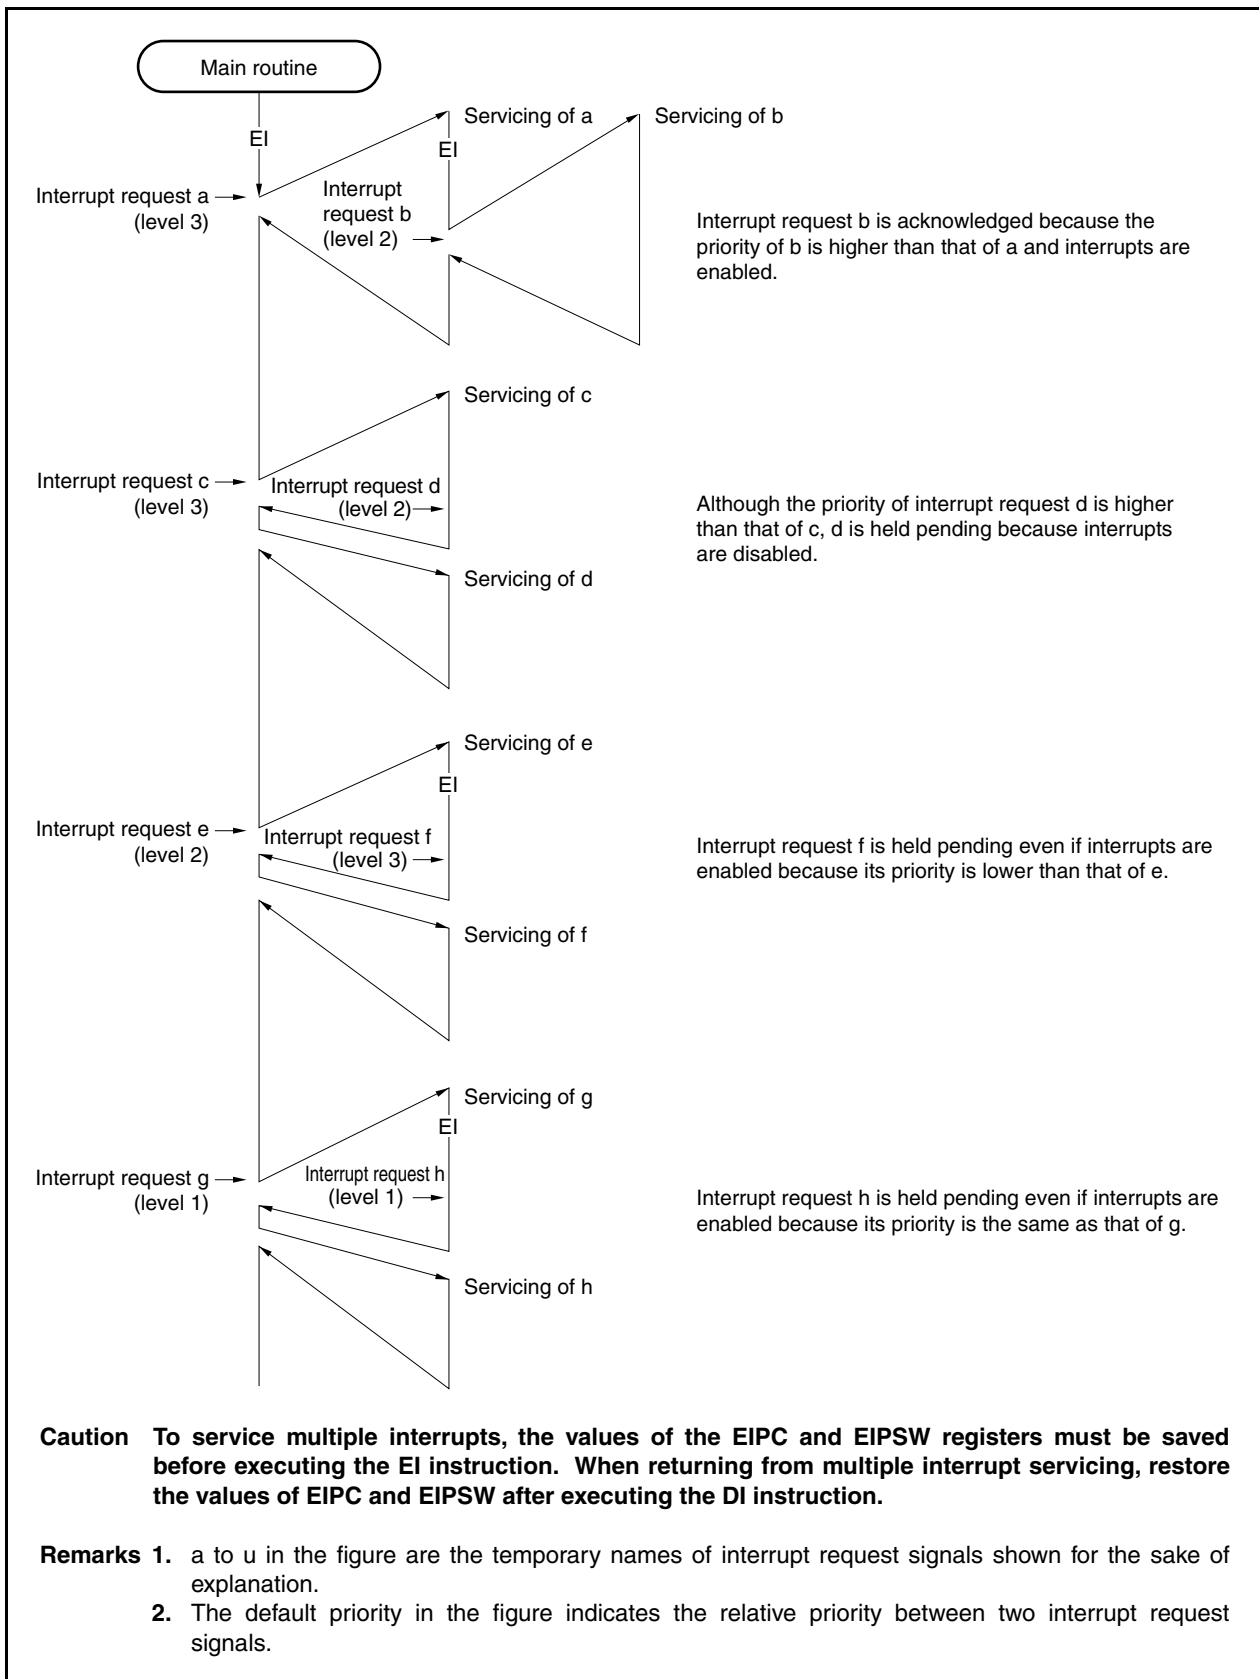 Main routine
EI
Servicing of a
Servicing of b
EI
Interrupt request a
(level 3)
Interrupt
request b
(level 2)
Interrupt request b is acknowledged because the
priority of b is higher than that of a and interrupts are
enabled.
Servicing of c
Interrupt request c
(level 3)
Interrupt request d
(level 2)
Although the priority of interrupt request d is higher
than that of c, d is held pending because interrupts
are disabled.
Servicing of d
Servicing of e
EI
Interrupt request e
(level 2)
Interrupt request f
(level 3)
Interrupt request f is held pending even if interrupts are
enabled because its priority is lower than that of e.
Servicing of f
Servicing of g
EI
Interrupt request g
(level 1)
Interrupt request h
(level 1)
Interrupt request h is held pending even if interrupts are
enabled because its priority is the same as that of g.
Servicing of h
Caution To service multiple interrupts, the values of the EIPC and EIPSW registers must be saved
before executing the EI instruction. When returning from multiple interrupt servicing, restore
the values of EIPC and EIPSW after executing the DI instruction.
Remarks 1. a to u in the figure are the temporary names of interrupt request signals shown for the sake of
explanation.
2. The default priority in the figure indicates the relative priority between two interrupt request
signals.